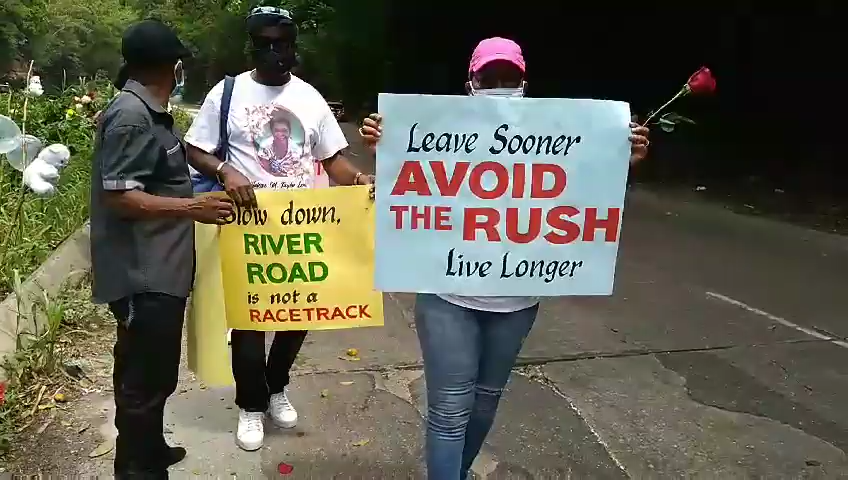 Leave Sooner
AVOID
THE RUSH
Live Longer
Slow down,
RIVER
ROAD
is not a
RACETRACK